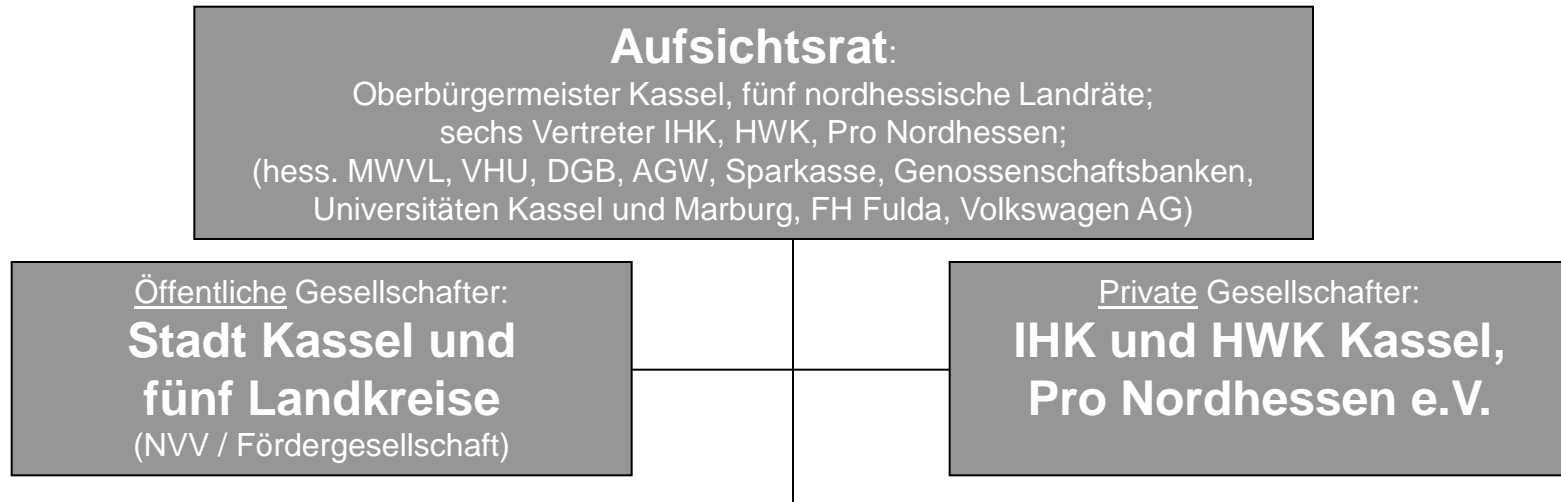 Aufsichtsrat:
Oberbürgermeister Kassel, fünf nordhessische Landräte;
sechs Vertreter IHK, HWK, Pro Nordhessen;
(hess. MWVL, VHU, DGB, AGW, Sparkasse, Genossenschaftsbanken,
Universitäten Kassel und Marburg, FH Fulda, Volkswagen AG)
Öffentliche Gesellschafter:
Stadt Kassel und
fünf Landkreise
(NVV / Fördergesellschaft)
Private Gesellschafter:
IHK und HWK Kassel,
Pro Nordhessen e.V.